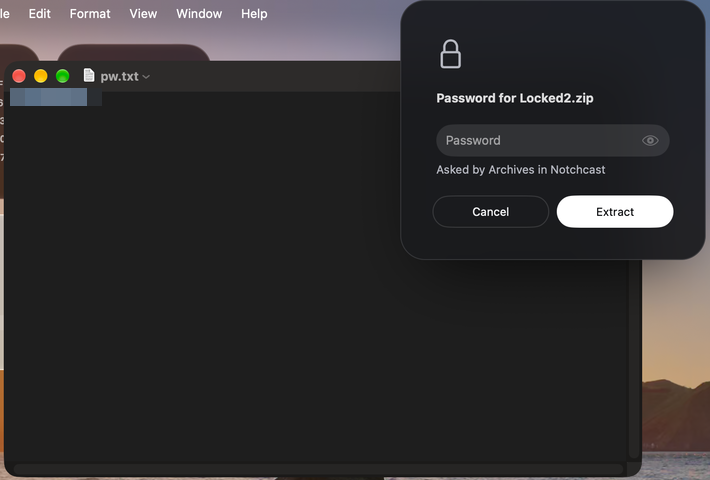 Edit Format View Window Help
pw.txt
Password for Locked2.zip
Password
Asked by Archives in Notchcast
Cancel Extract